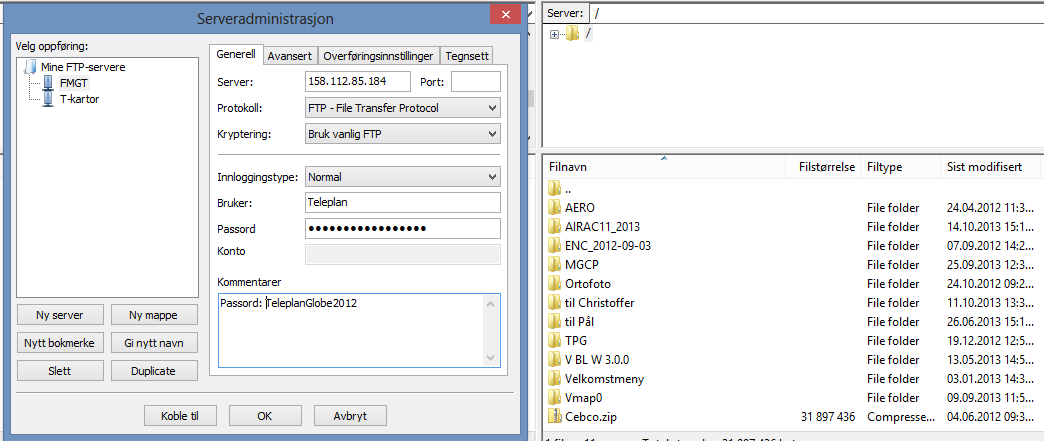 Serveradministrasjon
Velg oppføring:
Mine FTP-servere
FMGT
T-kartor
Ny server
Ny mappe
Nytt bokmerke
Gi nytt navn
Slett
Duplicate
Generell
Avansert
Overføringsinnstillinger
Tegnsett
Server:
158.112.85.184
Port:
Protokoll:
FTP - File Transfer Protocol
Kryptering:
Bruk vanlig FTP
Innloggingstype:
Normal
Bruker:
Teleplan
Passord
•••••••••••••••••
Konto
Kommentarer
Passord: TeleplanGlobe2012
Koble til
OK
Avbryt
Server: /
/
Filnavn Filstørrelse Filtype Sist modifisert
..
AERO File folder 24.04.2012 11:3...
AIRAC11_2013 File folder 14.10.2013 15:1...
ENC_2012-09-03 File folder 07.09.2012 14:2...
MGCP File folder 25.09.2013 12:3...
Ortofoto File folder 24.10.2012 09:2...
til Christoffer File folder 11.10.2013 13:3...
til Pål File folder 26.06.2013 15:1...
TPG File folder 19.12.2012 12:5...
V BL W 3.0.0 File folder 13.05.2013 14:5...
Velkomstmeny File folder 03.01.2013 14:3...
Vmap0 File folder 09.09.2013 11:5...
Cebco.zip 31 897 436 Compresse... 04.06.2012 09:3...